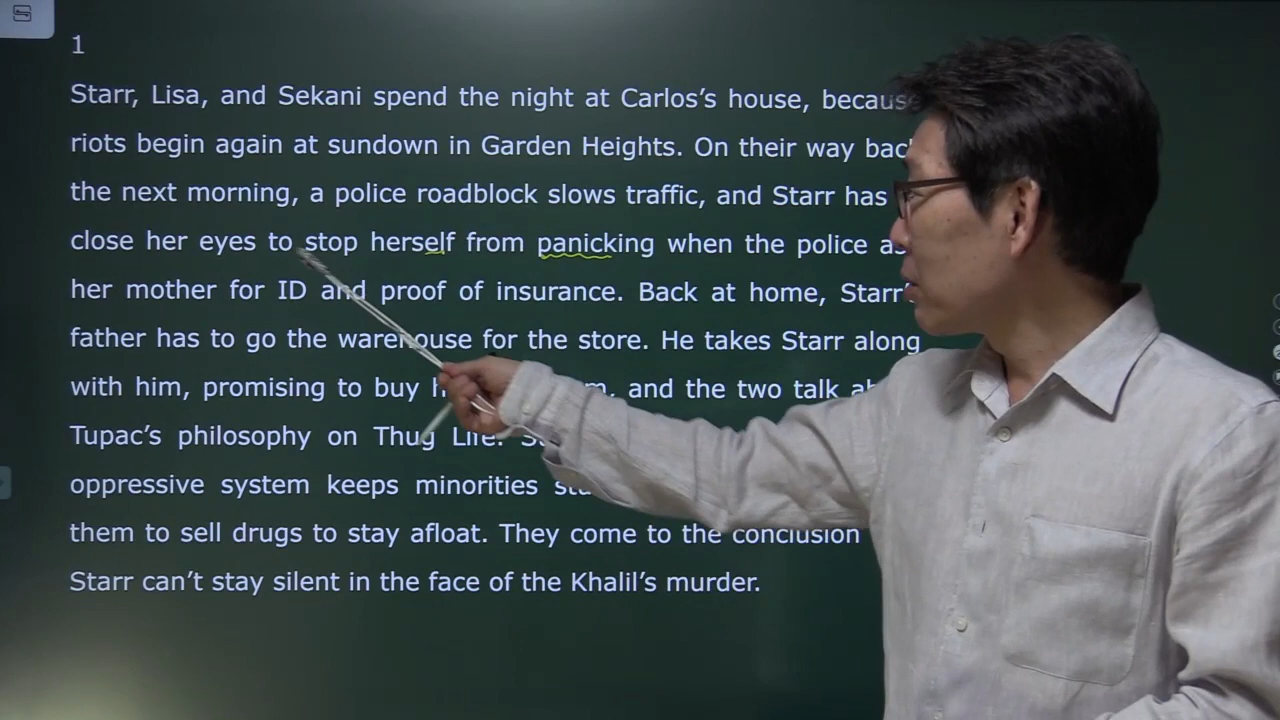 1
Starr, Lisa, and Sekani spend the night at Carlos's house, because
riots begin again at sundown in Garden Heights. On their way back
the next morning, a police roadblock slows traffic, and Starr has
close her eyes to stop herself from panicking when the police
her mother for ID and proof of insurance. Back at home, Starr's
father has to go the warehouse for the store. He takes Starr along
with him, promising to buy and the two talk
Tupac's philosophy on Thug Life.
oppressive system keeps minorities
them to sell drugs to stay afloat. They come to the conclusion
Starr can't stay silent in the face of the Khalil's murder.